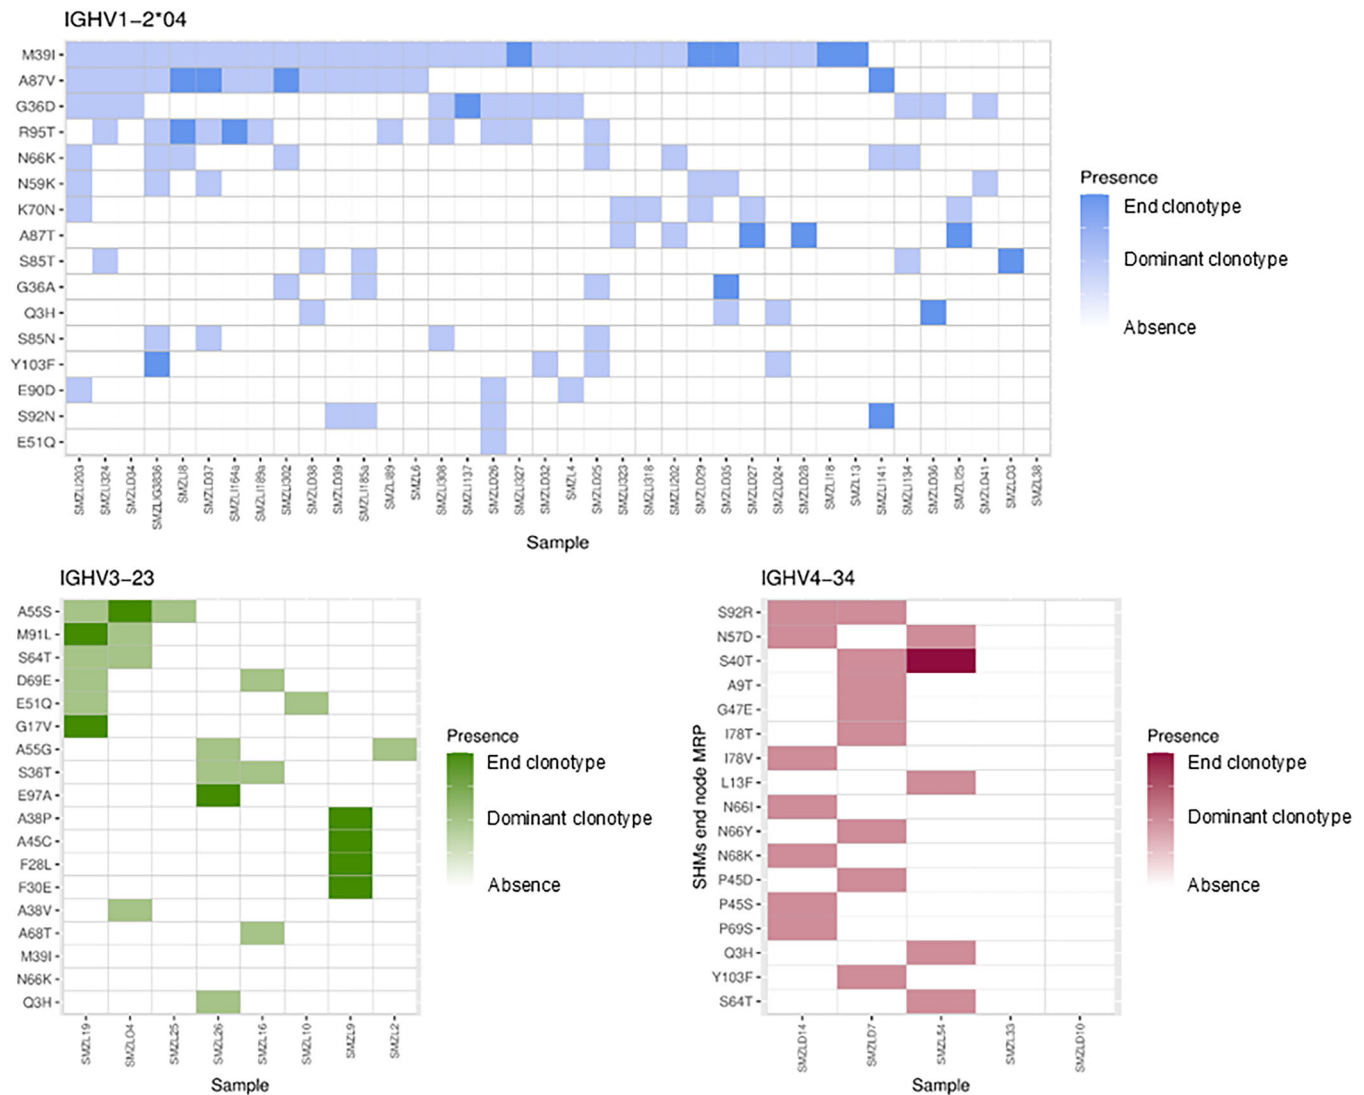 IGHV1−2*04
M39I
A87V
G36D
R95T
N66K
N59K
K70N
A87T
S85T
G36A
Q3H
S85N
Y103F
E90D
S92N
E51Q
SMZLI203
SMZLI324
SMZLD34
SMZLIG3836
SMZLI8
SMZLD37
SMZLI164a
SMZLI189a
SMZLI302
SMZLD38
SMZLD39
SMZLI185a
SMZLI89
SMZL6
SMZLI308
SMZLI137
SMZLD26
SMZLI327
SMZLD32
SMZL4
SMZLD25
SMZLI323
SMZLI318
SMZLI202
SMZLD29
SMZLD35
SMZLD27
SMZLD24
SMZLD28
SMZLI18
SMZL13
SMZLI141
SMZLI134
SMZLD36
SMZLI25
SMZLD41
SMZLO3
SMZL38
Sample
Presence
End clonotype
Dominant clonotype
Absence
IGHV3−23
A55S
M91L
S64T
D69E
E51Q
G17V
A55G
S36T
E97A
A38P
A45C
F28L
F30E
A38V
A68T
M39I
N66K
Q3H
SMZL19
SMZLO4
SMZL25
SMZL26
SMZL16
SMZL10
SMZL9
SMZL2
Sample
Presence
End clonotype
Dominant clonotype
Absence
IGHV4−34
SHMs end node MRP
S92R
N57D
S40T
A9T
G47E
I78T
I78V
L13F
N66I
N66Y
N68K
P45D
P45S
P69S
Q3H
Y103F
S64T
SMZLD14
SMZLD7
SMZL54
SMZL33
SMZLD10
Sample
Presence
End clonotype
Dominant clonotype
Absence